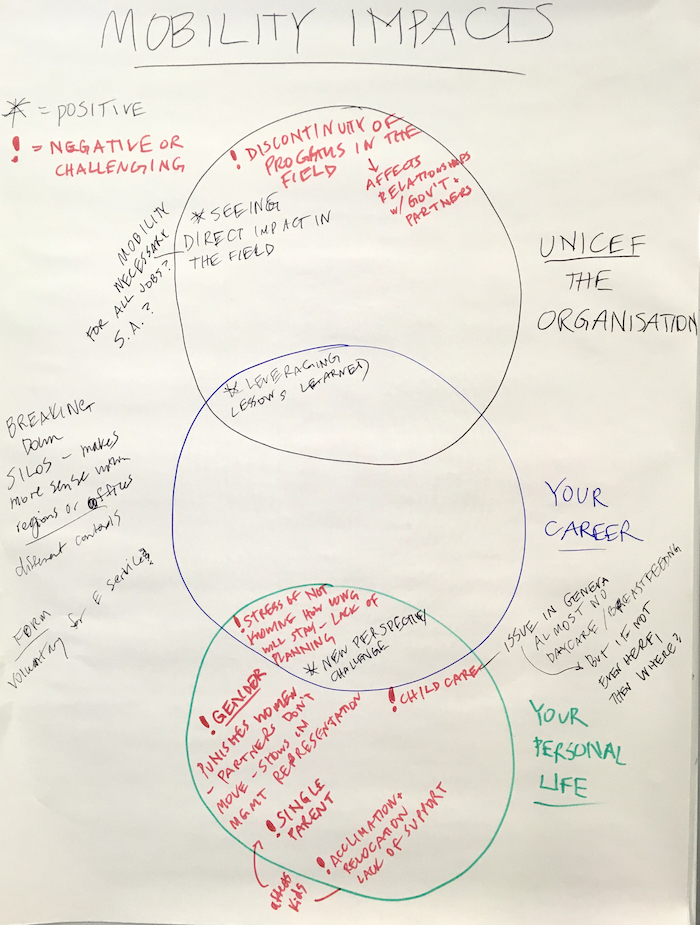 MOBILITY IMPACTS
* = POSITIVE
! = NEGATIVE OR
CHALLENGING
! DISCONTINUITY OF
PROGRAMS IN THE
FIELD
↓
AFFECTS
RELATIONSHIPS
W/ GOV'T +
PARTNERS
* SEEING
DIRECT IMPACT IN
THE FIELD
MOBILITY
NECESSARY
FOR ALL JOBS?
S.A.?
UNICEF
THE
ORGANISATION
* LEVERAGING
LESSONS LEARNED
BREAKING
DOWN
SILOS - makes
more sense within
regions or offices
different contexts
FORM
voluntary for E services?
YOUR
CAREER
! STRESS OF NOT
KNOWING HOW LONG
WILL STAY - LACK OF
PLANNING
* NEW PERSPECTIVE/
CHALLENGE
! CHILD CARE
ISSUE IN GENEVA
ALMOST NO
DAYCARE/BREASTFEEDING
→ BUT IF NOT
EVEN HERE,
THEN WHERE?
! GENDER
PUNISHES WOMEN
- PARTNERS DON'T
MOVE - SHOWS IN
MGMT REPRESENTATION
YOUR
PERSONAL
LIFE
! SINGLE
PARENT
! ACCLIMATION +
RELOCATION
LACK OF SUPPORT
affects
kids